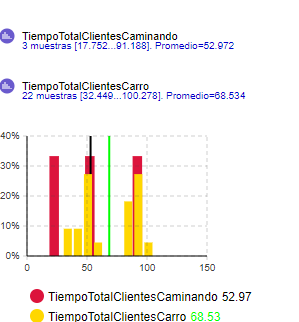 TiempoTotalClientesCaminando
3 muestras [17.752...91.188]. Promedio=52.972
TiempoTotalClientesCarro
22 muestras [32.449...100.278]. Promedio=68.534
40%
30%
20%
10%
0%
0 50 100 150
TiempoTotalClientesCaminando 52.97
TiempoTotalClientesCarro 68.53